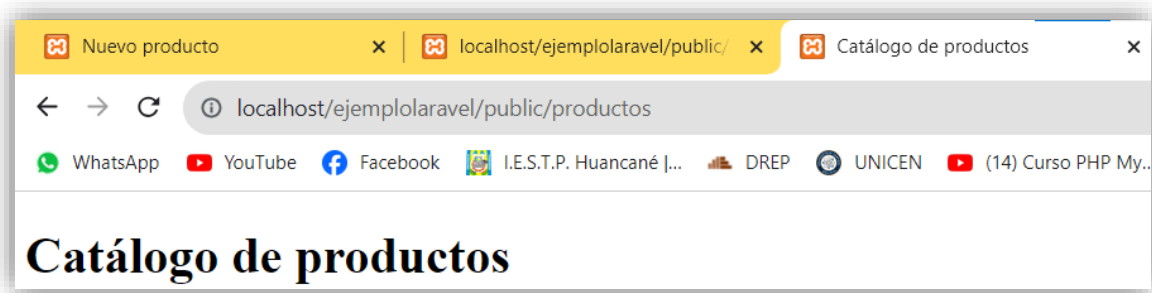 Nuevo producto localhost/ejemplolaravel/public/ Catálogo de productos
localhost/ejemplolaravel/public/productos
WhatsApp YouTube Facebook I.E.S.T.P. Huancané |... DREP UNICEN (14) Curso PHP My...
Catálogo de productos